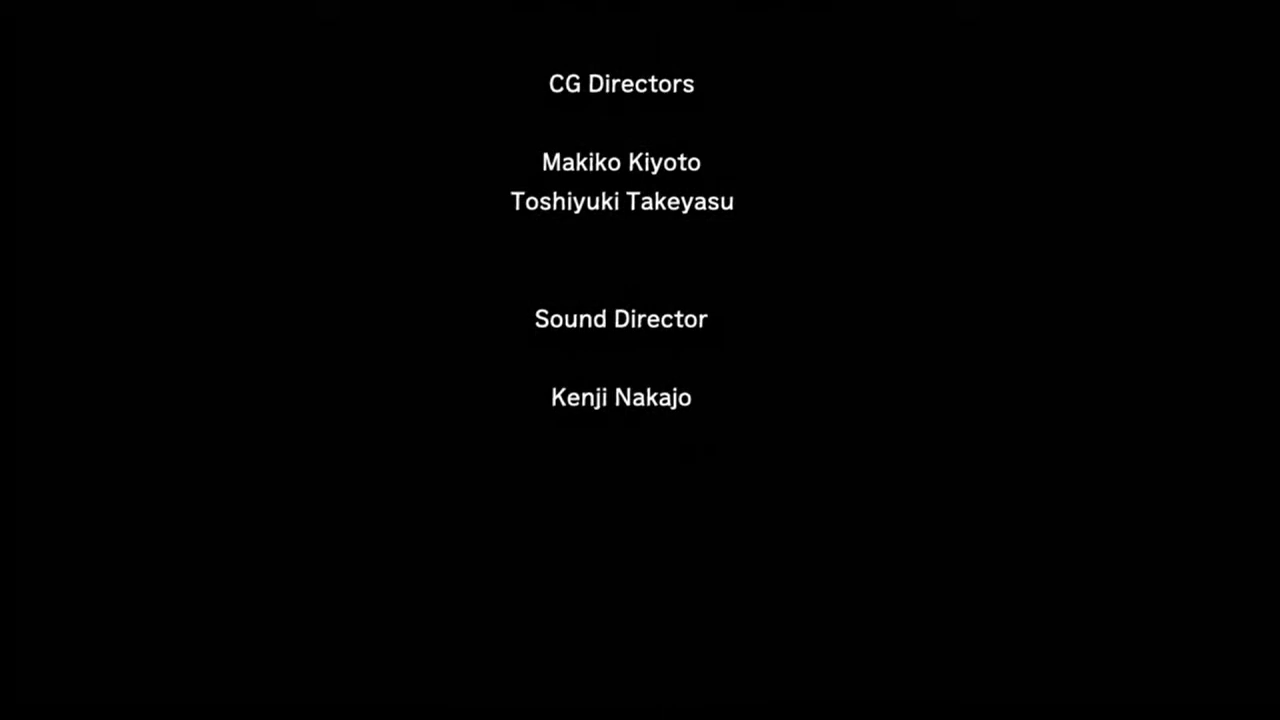 CG Directors
Makiko Kiyoto
Toshiyuki Takeyasu
Sound Director
Kenji Nakajo